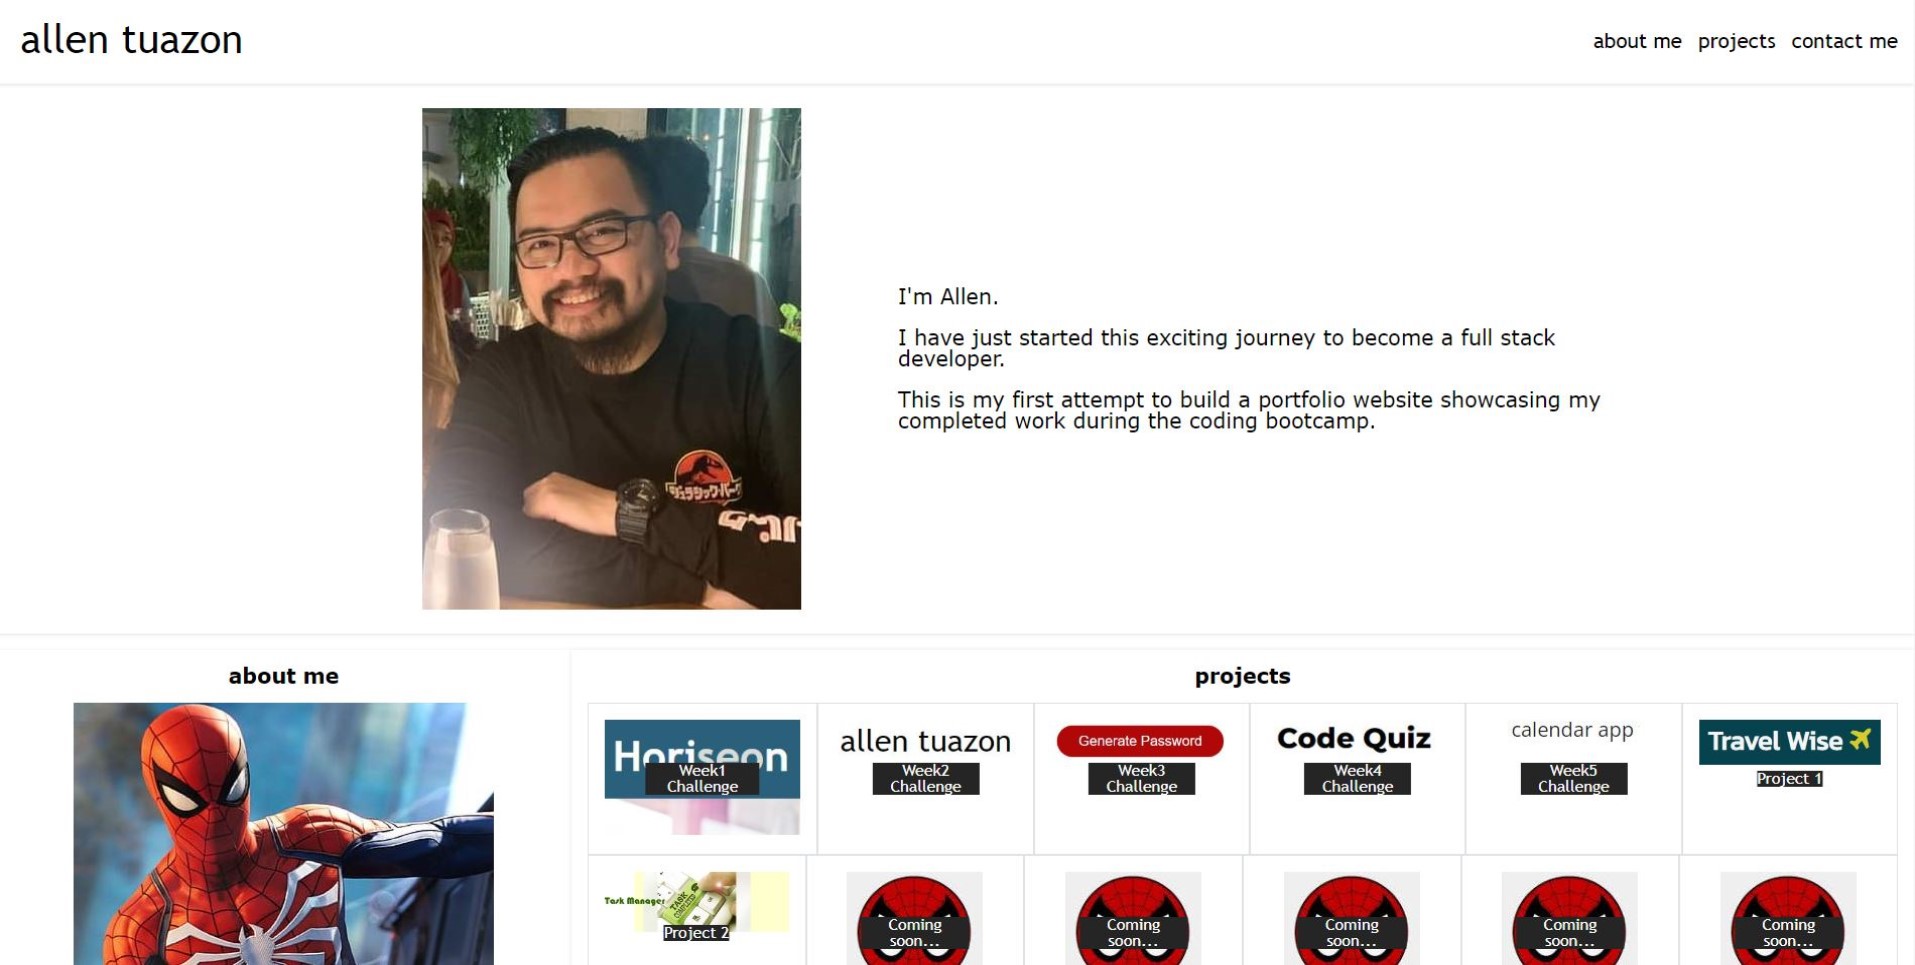 allen tuazon
about me projects contact me
I'm Allen.
I have just started this exciting journey to become a full stack
developer.
This is my first attempt to build a portfolio website showcasing my
completed work during the coding bootcamp.
about me
projects
Horiseon
Week1
Challenge
allen tuazon
Week2
Challenge
Generate Password
Week3
Challenge
Code Quiz
Week4
Challenge
calendar app
Week5
Challenge
Travel Wise
Project 1
Task Manager
TASK
COMPLETED
Project 2
Coming
soon...
Coming
soon...
Coming
soon...
Coming
soon...
Coming
soon...